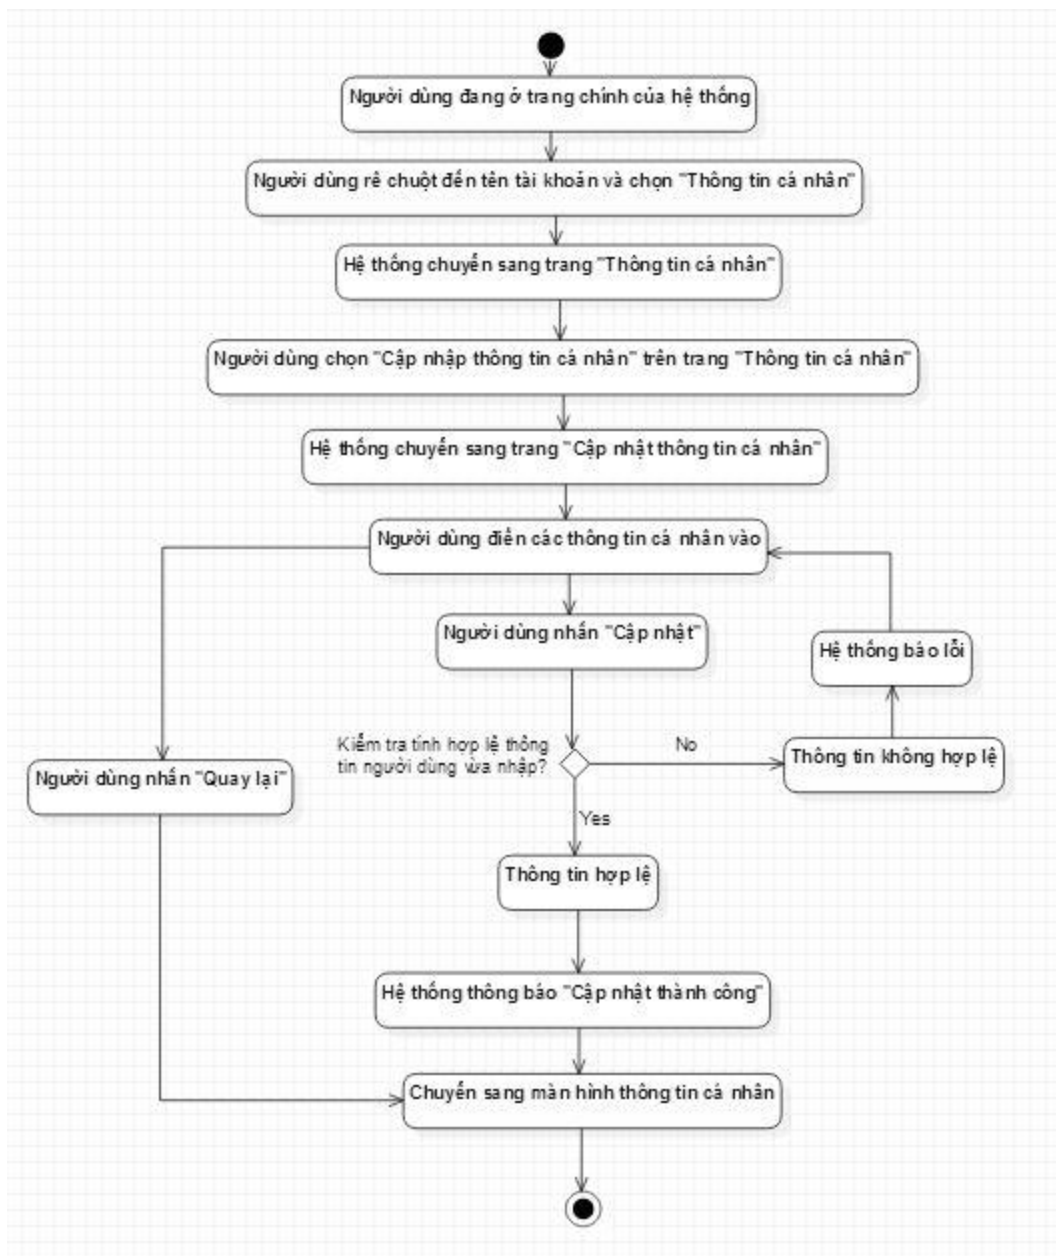 Người dùng đang ở trang chính của hệ thống
Người dùng rê chuột đến tên tài khoản và chọn "Thông tin cá nhân"
Hệ thống chuyển sang trang "Thông tin cá nhân"
Người dùng chọn "Cập nhập thông tin cá nhân" trên trang "Thông tin cá nhân"
Hệ thống chuyển sang trang "Cập nhật thông tin cá nhân"
Người dùng điền các thông tin cá nhân vào
Người dùng nhấn "Cập nhật"
Hệ thống báo lỗi
Kiểm tra tính hợp lệ thông
tin người dùng vừa nhập?
No
Thông tin không hợp lệ
Người dùng nhấn "Quay lại"
Yes
Thông tin hợp lệ
Hệ thống thông báo "Cập nhật thành công"
Chuyển sang màn hình thông tin cá nhân